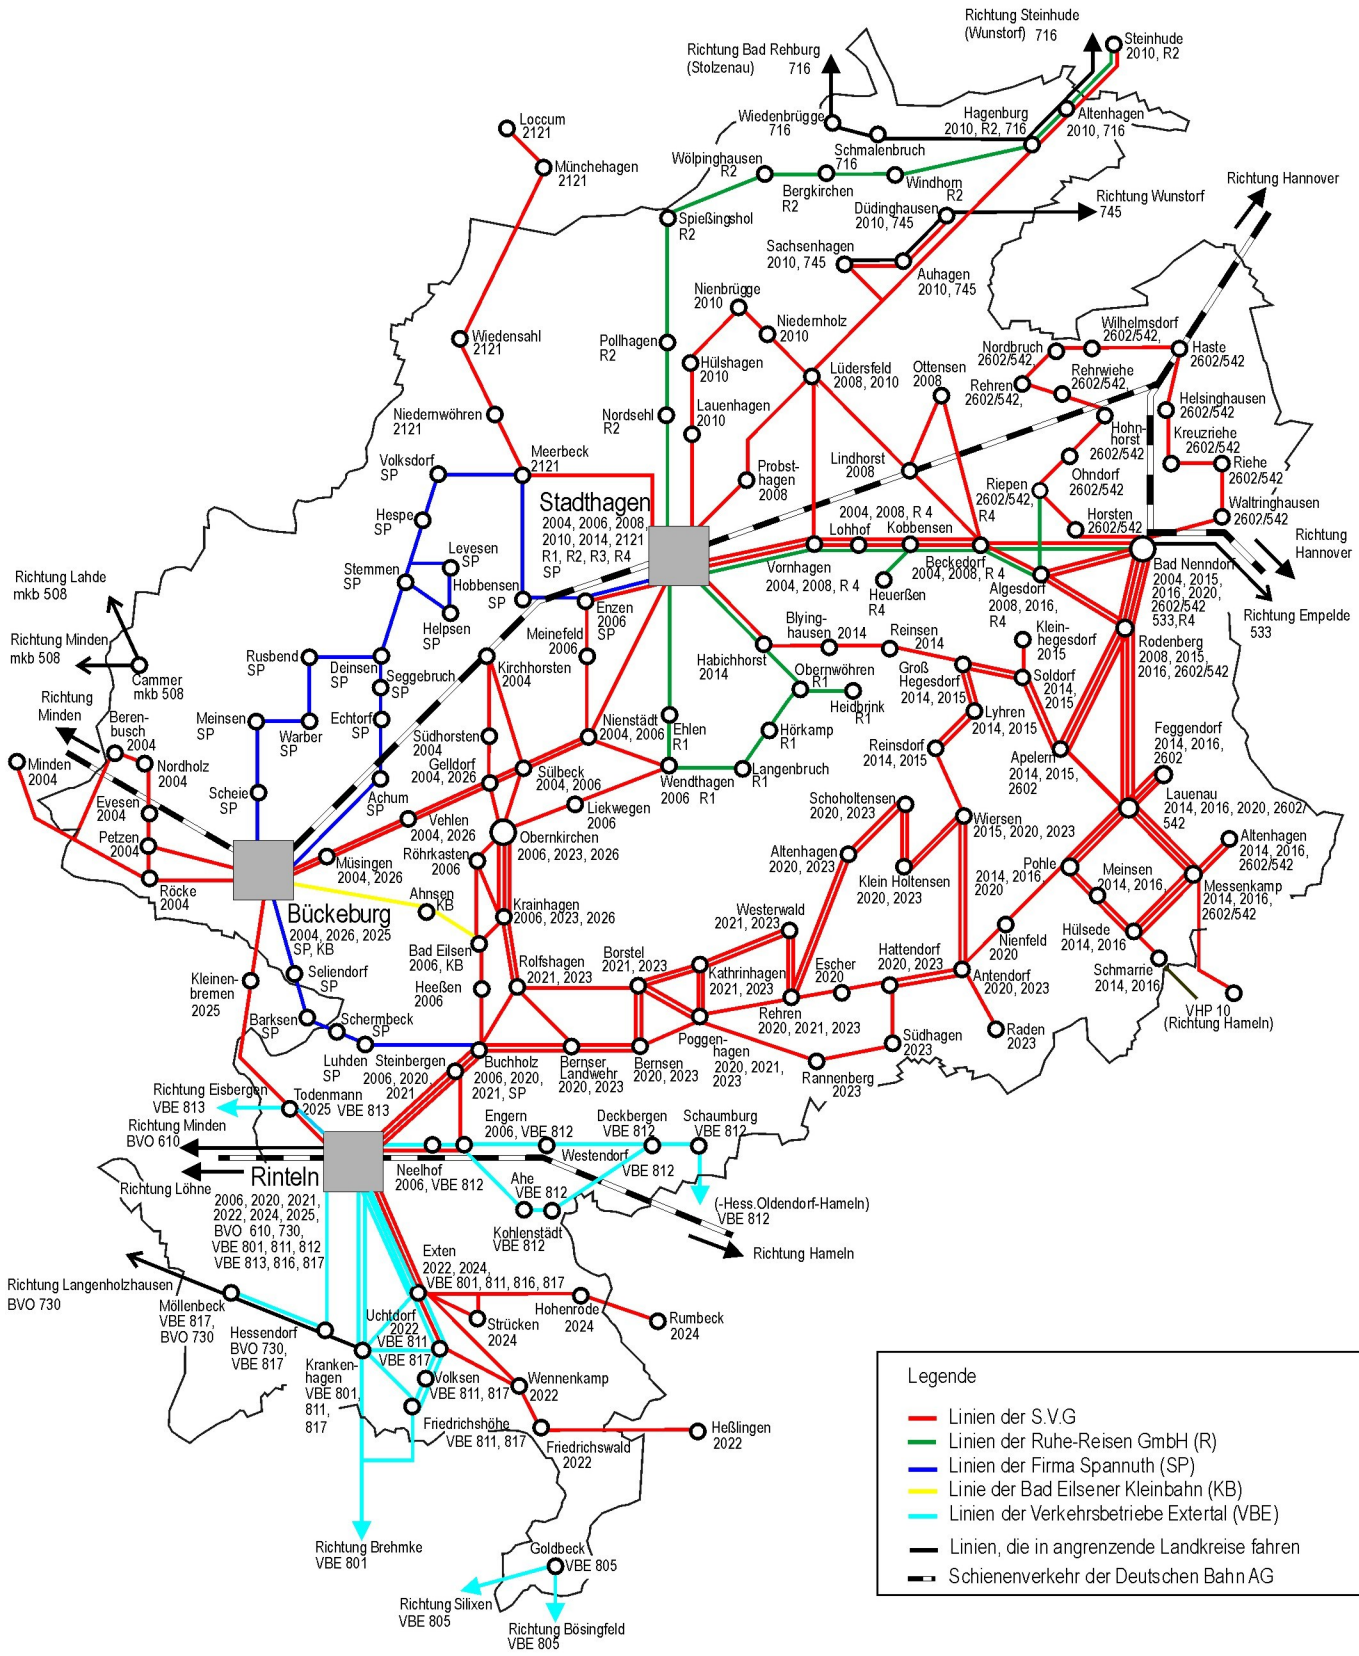 Richtung Steinhude
(Wunstorf) 716
Steinhude
2010, R2
Richtung Bad Rehburg
(Stolzenau) 716
Hagenburg
2010, R2, 716
Altenhagen
2010, 716
Wiedenbrügge
716
Schmalenbruch
716
Loccum
2121
Münchehagen
2121
Wölpinghausen
R2
Bergkirchen
R2
Windhorn
R2
Richtung Hannover
Düdinghausen
2010, 745
Richtung Wunstorf
745
Spießingshol
R2
Sachsenhagen
2010, 745
Auhagen
2010, 745
Nienbrügge
2010
Niedernholz
2010
Wiedensahl
2121
Pollhagen
R2
Hülshagen
2010
Lüdersfeld
2008, 2010
Ottensen
2008
Wilhelmsdorf
2602/542,
Nordbruch
2602/542,
Haste
2602/542
Rehrwiehe
2602/542,
Rehren
2602/542,
Helsinghausen
2602/542
Niedernwöhren
2121
Nordsehl
R2
Lauenhagen
2010
Hohn-
horst
2602/542
Kreuzriehe
2602/542
Volksdorf
SP
Meerbeck
2121
Probst-
hagen
2008
Lindhorst
2008
Ohndorf
2602/542
Riehe
2602/542
Riepen
2602/542,
R4
Stadthagen
2004, 2006, 2008,
2010, 2014, 2121
R1, R2, R3, R4
SP
2004, 2008, R 4
Horsten
2602/542
Waltringhausen
2602/542
Hespe
SP
Lohhof
Kobbensen
Richtung
Hannover
Levesen
SP
Stemmen
SP
Hobbensen
SP
Vornhagen
2004, 2008, R 4
Beckedorf
2004, 2008, R 4
Bad Nenndorf
2004, 2015,
2016, 2020,
2602/542
533,R4
Richtung Lahde
mkb 508
Heuerßen
R4
Algesdorf
2008, 2016,
R4
Richtung Empelde
533
Enzen
2006
SP
Helpsen
SP
Meinefeld
2006
Blying-
hausen
2014
Reinsen
2014
Klein-
hegesdorf
2015
Rodenberg
2008, 2015,
2016, 2602/542
Richtung Minden
mkb 508
Rusbend
SP
Deinsen
SP
Kirchhorsten
2004
Habichhorst
2014
Obernwöhren
R1
Groß
Hegesdorf
2014, 2015
Soldorf
2014,
2015
Cammer
mkb 508
Seggebruch
SP
Heidbrink
R1
Richtung
Minden
Meinsen
SP
Warber
SP
Echtorf
SP
Nienstädt
2004, 2006
Ehlen
R1
Hörkamp
R1
Lyhren
2014, 2015
Feggendorf
2014, 2016,
2602
Beren-
busch
2004
Südhorsten
2004
Reinsdorf
2014, 2015
Minden
2004
Nordholz
2004
Gelldorf
2004, 2026
Sülbeck
2004, 2006
Wendthagen
2006 R1
Langenbruch
R1
Apelern
2014, 2015,
2602
Scheie
SP
Achum
SP
Liekwegen
2006
Schoholtensen
2020, 2023
Lauenau
2014, 2016, 2020, 2602/
542
Evesen
2004
Vehlen
2004, 2026
Wiersen
2015, 2020, 2023
Petzen
2004
Obernkirchen
2006, 2023, 2026
Altenhagen
2014, 2016,
2602/542
Müsingen
2004, 2026
Röhrkasten
2006
Altenhagen
2020, 2023
Klein Holtensen
2020, 2023
Pohle
2014, 2016,
2020
Meinsen
2014, 2016,
Messenkamp
2014, 2016,
2602/542
Röcke
2004
Bückeburg
2004, 2026, 2025
SP, KB
Ahnsen
KB
Krainhagen
2006, 2023, 2026
Westerwald
2021, 2023
Nienfeld
2020
Hülsede
2014, 2016
Bad Eilsen
2006, KB
Rolfshagen
2021, 2023
Borstel
2021, 2023
Kathrinhagen
2021, 2023
Escher
2020
Hattendorf
2020, 2023
Antendorf
2020, 2023
Schmarrie
2014, 2016
Kleinen-
bremen
2025
Seliendorf
SP
Heeßen
2006
Rehren
2020, 2021, 2023
VHP 10
(Richtung Hameln)
Barksen
SP
Schermbeck
SP
Südhagen
2023
Raden
2023
Luhden
SP
Steinbergen
2006, 2020,
2021
Buchholz
2006, 2020,
2021, SP
Bernser
Landwehr
2020, 2023
Bernsen
2020, 2023
Poggen-
hagen
2020, 2021,
2023
Rannenberg
2023
Richtung Eisbergen
VBE 813
Todenmann
2025 VBE 813
Richtung Minden
BVO 610
Engern
2006, VBE 812
Deckbergen
VBE 812
Schaumburg
VBE 812
Westendorf
VBE 812
Richtung Löhne
Rinteln
2006, 2020, 2021,
2022, 2024, 2025,
BVO 610, 730,
VBE 801, 811, 812
VBE 813, 816, 817
Neelhof
2006, VBE 812
Ahe
VBE 812
Kohlenstädt
VBE 812
(-Hess.Oldendorf-Hameln)
VBE 812
Richtung Hameln
Exten
2022, 2024,
VBE 801, 811, 816, 817
Richtung Langenholzhausen
BVO 730
Möllenbeck
VBE 817,
BVO 730
Hessendorf
BVO 730,
VBE 817
Uchtdorf
2022
VBE 811
817
Strücken
2024
Hohenrode
2024
Rumbeck
2024
Kranken-
hagen
VBE 801,
811,
817
Volksen
VBE 811, 817
Wennenkamp
2022
Friedrichshöhe
VBE 811, 817
Friedrichswald
2022
Heßlingen
2022
Richtung Brehmke
VBE 801
Goldbeck
VBE 805
Richtung Silixen
VBE 805
Richtung Bösingfeld
VBE 805
Legende
Linien der S.V.G
Linien der Ruhe-Reisen GmbH (R)
Linien der Firma Spannuth (SP)
Linie der Bad Eilsener Kleinbahn (KB)
Linien der Verkehrsbetriebe Extertal (VBE)
Linien, die in angrenzende Landkreise fahren
Schienenverkehr der Deutschen Bahn AG